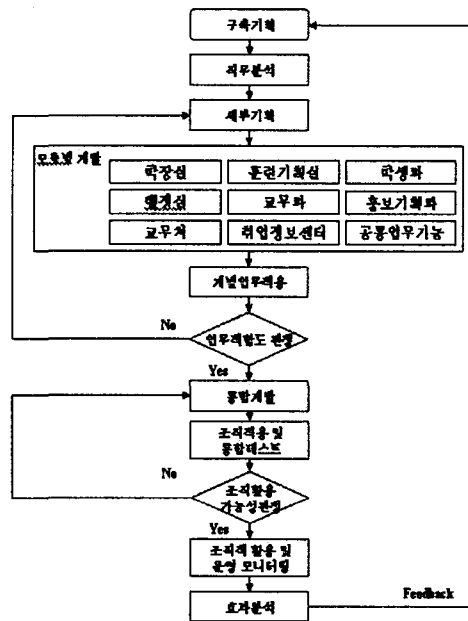 구축기획
직무분석
세부기획
모듈별 개발
학장실
훈련기획실
학생과
행정실
교무과
홍보기획과
교무처
취업정보센터
공통업무기능
개별업무적용
No
업무적합도 판정
Yes
통합개발
조직적용 및
통합테스트
No
조직활용
가능성판정
Yes
조직적 활용 및
운영 모니터링
Feedback
효과분석